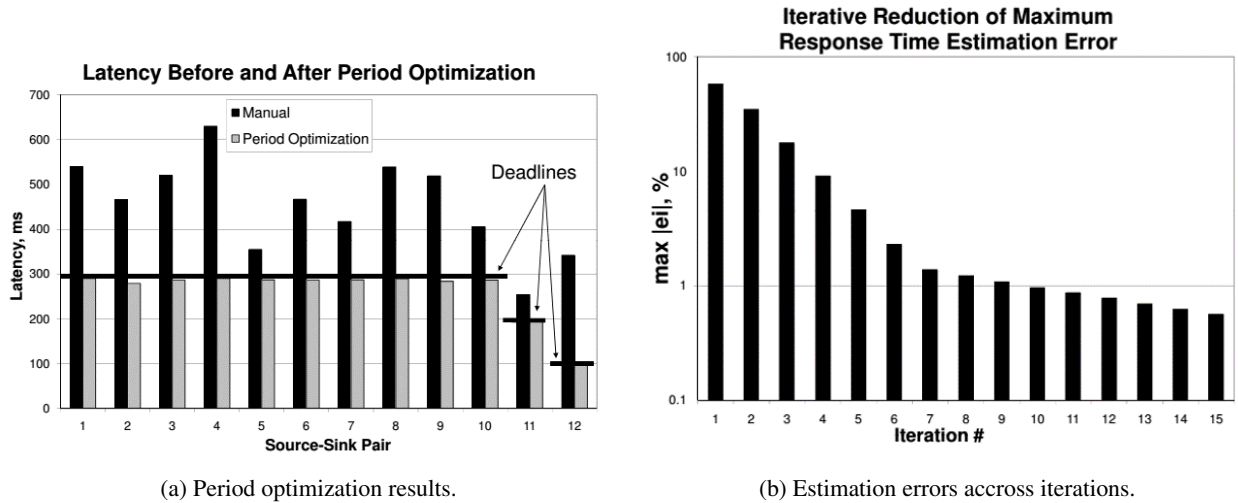 Latency Before and After Period Optimization
700
600
500
400
300
200
100
0
Latency, ms
Manual
Period Optimization
Deadlines
1 2 3 4 5 6 7 8 9 10 11 12
Source-Sink Pair
(a) Period optimization results.
Iterative Reduction of Maximum
Response Time Estimation Error
100
10
1
0.1
max |ei|, %
1 2 3 4 5 6 7 8 9 10 11 12 13 14 15
Iteration #
(b) Estimation errors accross iterations.